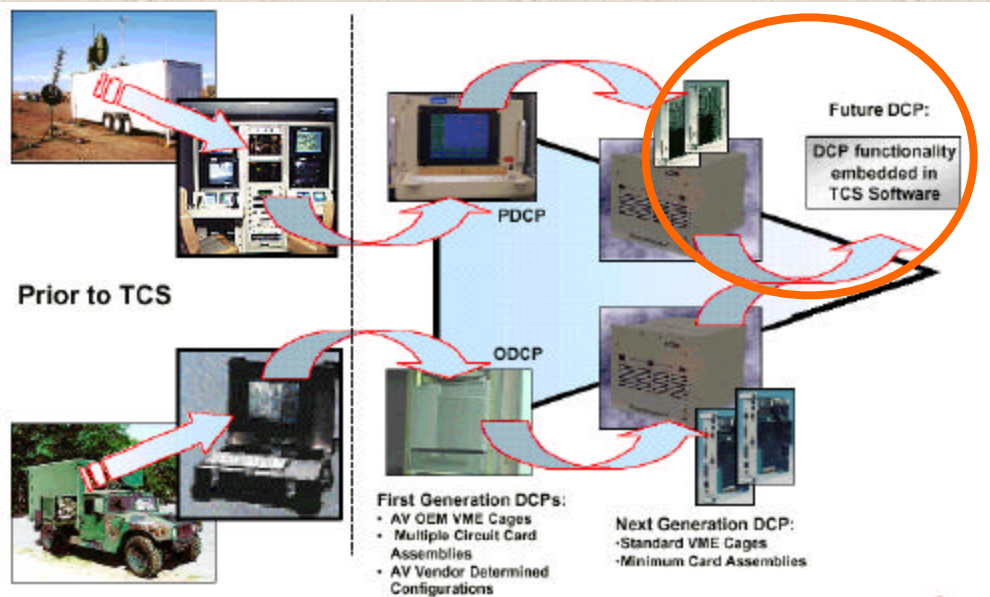 Future DCP:
DCP functionality
embedded in
TCS Software
PDCP
Prior to TCS
ODCP
First Generation DCPs:
• AV OEM VME Cages
• Multiple Circuit Card
Assemblies
• AV Vendor Determined
Configurations
Next Generation DCP:
•Standard VME Cages
•Minimum Card Assemblies